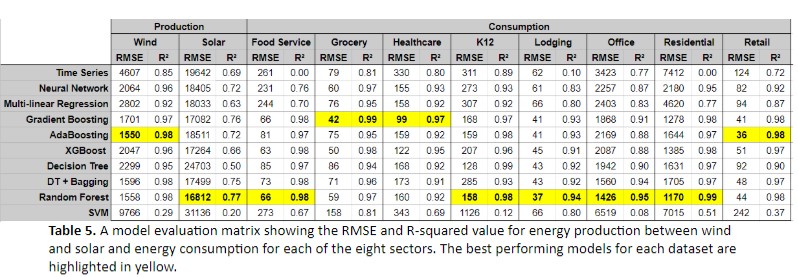 Production Consumption
Wind Solar Food Service Grocery Healthcare K12 Lodging Office Residential Retail
RMSE R² RMSE R² RMSE R² RMSE R² RMSE R² RMSE R² RMSE R² RMSE R² RMSE R² RMSE R²
Time Series 4607 0.85 19642 0.69 261 0.00 79 0.81 330 0.80 311 0.89 62 0.10 3423 0.77 7412 0.00 124 0.72
Neural Network 2064 0.96 18405 0.72 231 0.76 60 0.97 155 0.93 273 0.93 61 0.83 2257 0.87 2180 0.95 82 0.92
Multi-linear Regression 2808 0.92 18033 0.63 244 0.70 76 0.95 158 0.92 307 0.92 66 0.80 2403 0.83 4620 0.77 94 0.87
Gradient Boosting 1701 0.97 17082 0.76 66 0.98 42 0.99 99 0.97 168 0.97 41 0.93 1868 0.91 1278 0.98 41 0.98
AdaBoosting 1550 0.98 18511 0.72 81 0.97 75 0.95 159 0.92 159 0.98 41 0.93 2169 0.88 1644 0.97 36 0.98
XGBoost 2047 0.96 17264 0.66 63 0.98 50 0.98 122 0.95 207 0.96 45 0.91 2087 0.88 1385 0.98 51 0.97
Decision Tree 2299 0.95 24703 0.50 85 0.97 86 0.94 168 0.92 128 0.99 43 0.92 1942 0.90 1631 0.97 92 0.90
DT + Bagging 1596 0.98 17499 0.75 73 0.98 71 0.96 173 0.91 285 0.93 43 0.92 1560 0.94 1705 0.97 48 0.97
Random Forest 1558 0.98 16812 0.77 66 0.98 59 0.97 160 0.92 158 0.98 37 0.94 1426 0.95 1170 0.99 44 0.98
SVM 9766 0.29 31136 0.20 273 0.67 158 0.81 343 0.69 1126 0.12 66 0.80 6519 0.08 7015 0.51 242 0.37
Table 5. A model evaluation matrix showing the RMSE and R-squared value for energy production between wind
and solar and energy consumption for each of the eight sectors. The best performing models for each dataset are
highlighted in yellow.